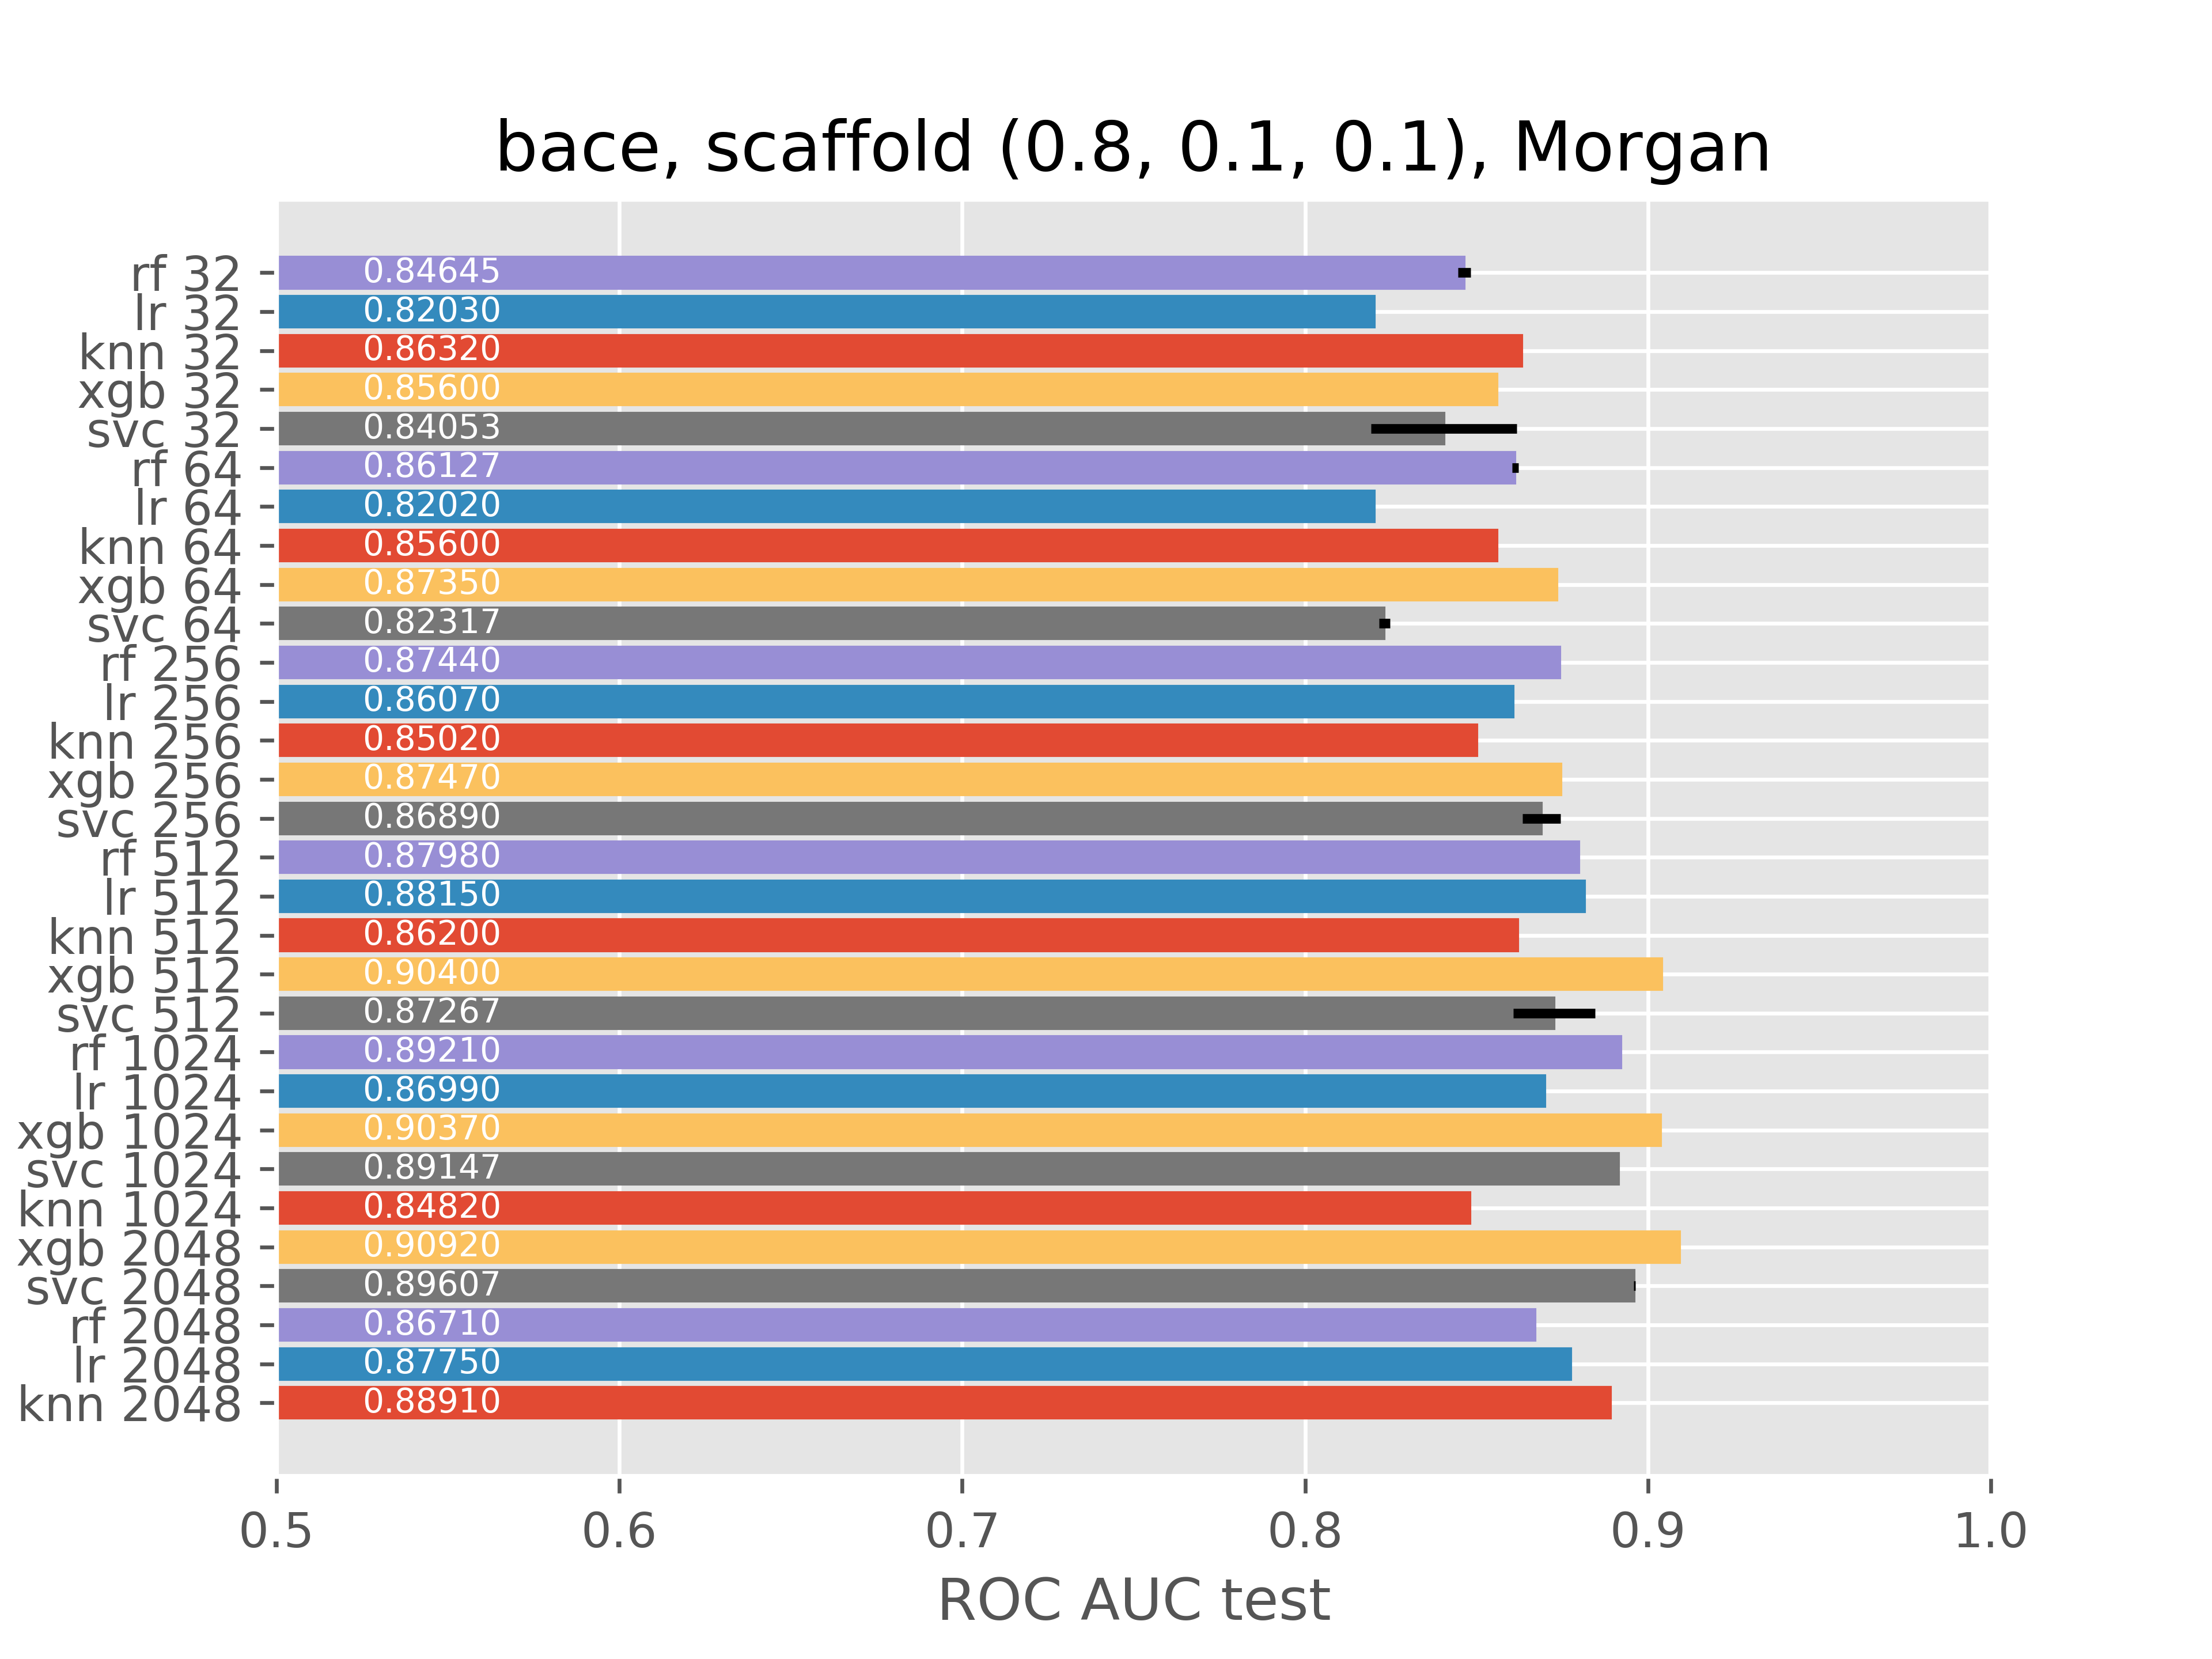 bace, scaffold (0.8, 0.1, 0.1), Morgan
rf 32 0.84645
lr 32 0.82030
knn 32 0.86320
xgb 32 0.85600
svc 32 0.84053
rf 64 0.86127
lr 64 0.82020
knn 64 0.85600
xgb 64 0.87350
svc 64 0.82317
rf 256 0.87440
lr 256 0.86070
knn 256 0.85020
xgb 256 0.87470
svc 256 0.86890
rf 512 0.87980
lr 512 0.88150
knn 512 0.86200
xgb 512 0.90400
svc 512 0.87267
rf 1024 0.89210
lr 1024 0.86990
xgb 1024 0.90370
svc 1024 0.89147
knn 1024 0.84820
xgb 2048 0.90920
svc 2048 0.89607
rf 2048 0.86710
lr 2048 0.87750
knn 2048 0.88910
0.5 0.6 0.7 0.8 0.9 1.0
ROC AUC test